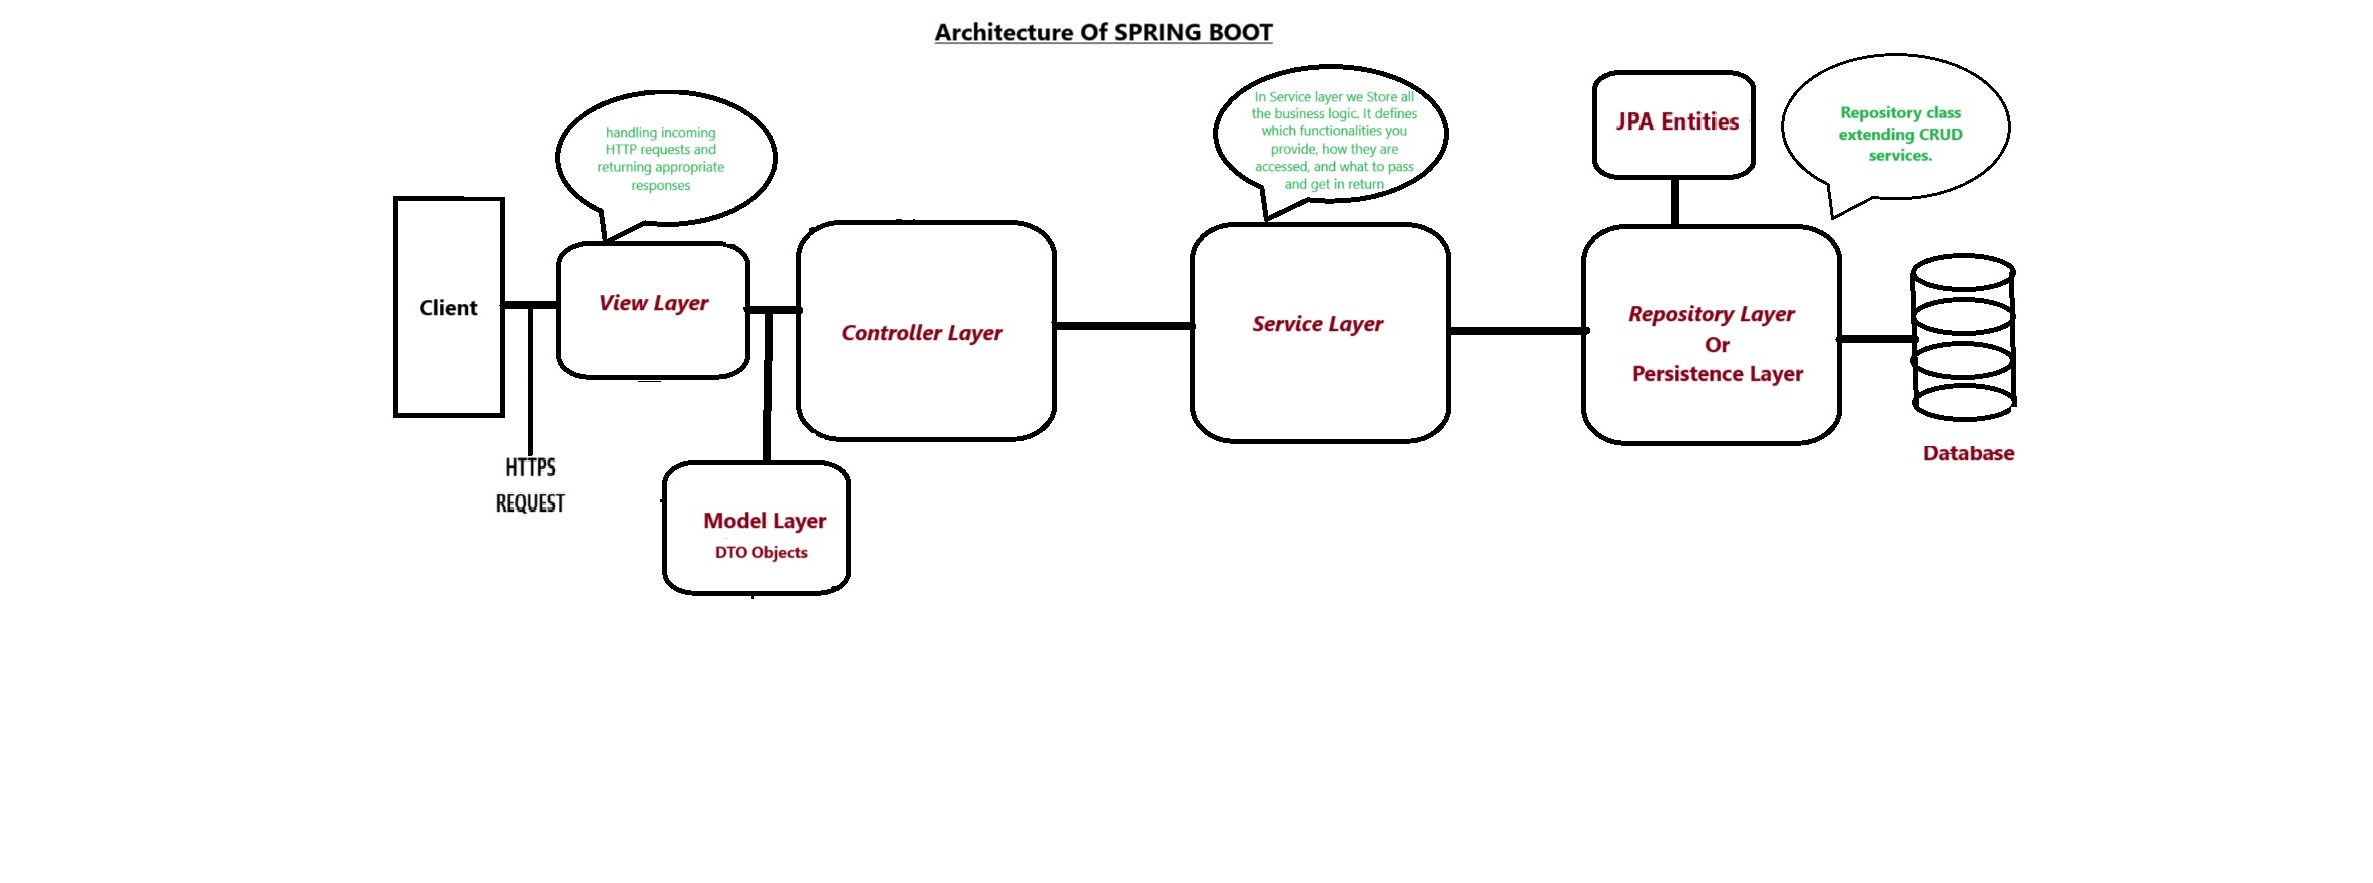 Architecture Of SPRING BOOT
handling incoming
HTTP requests and
returning appropriate
responses
In Service layer we Store all
the business logic. It defines
which functionalities you
provide, how they are
accessed, and what to pass
and get in return
JPA Entities
Repository class
extending CRUD
services.
Client
View Layer
Controller Layer
Service Layer
Repository Layer
Or
Persistence Layer
Database
HTTPS
REQUEST
Model Layer
DTO Objects